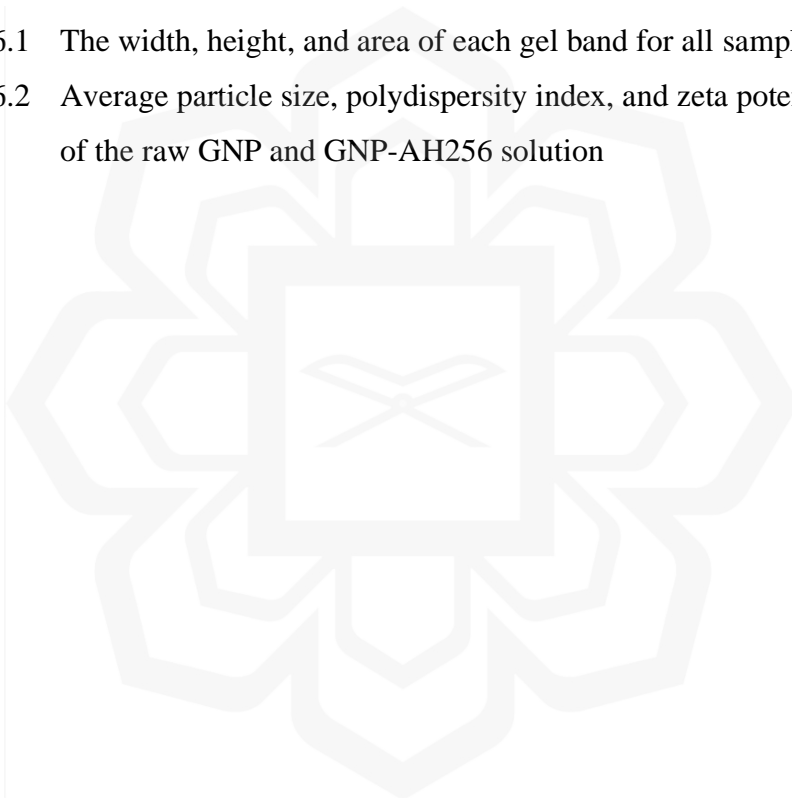 6.1 The width, height, and area of each gel band for all samp
6.2 Average particle size, polydispersity index, and zeta pote
of the raw GNP and GNP-AH256 solution